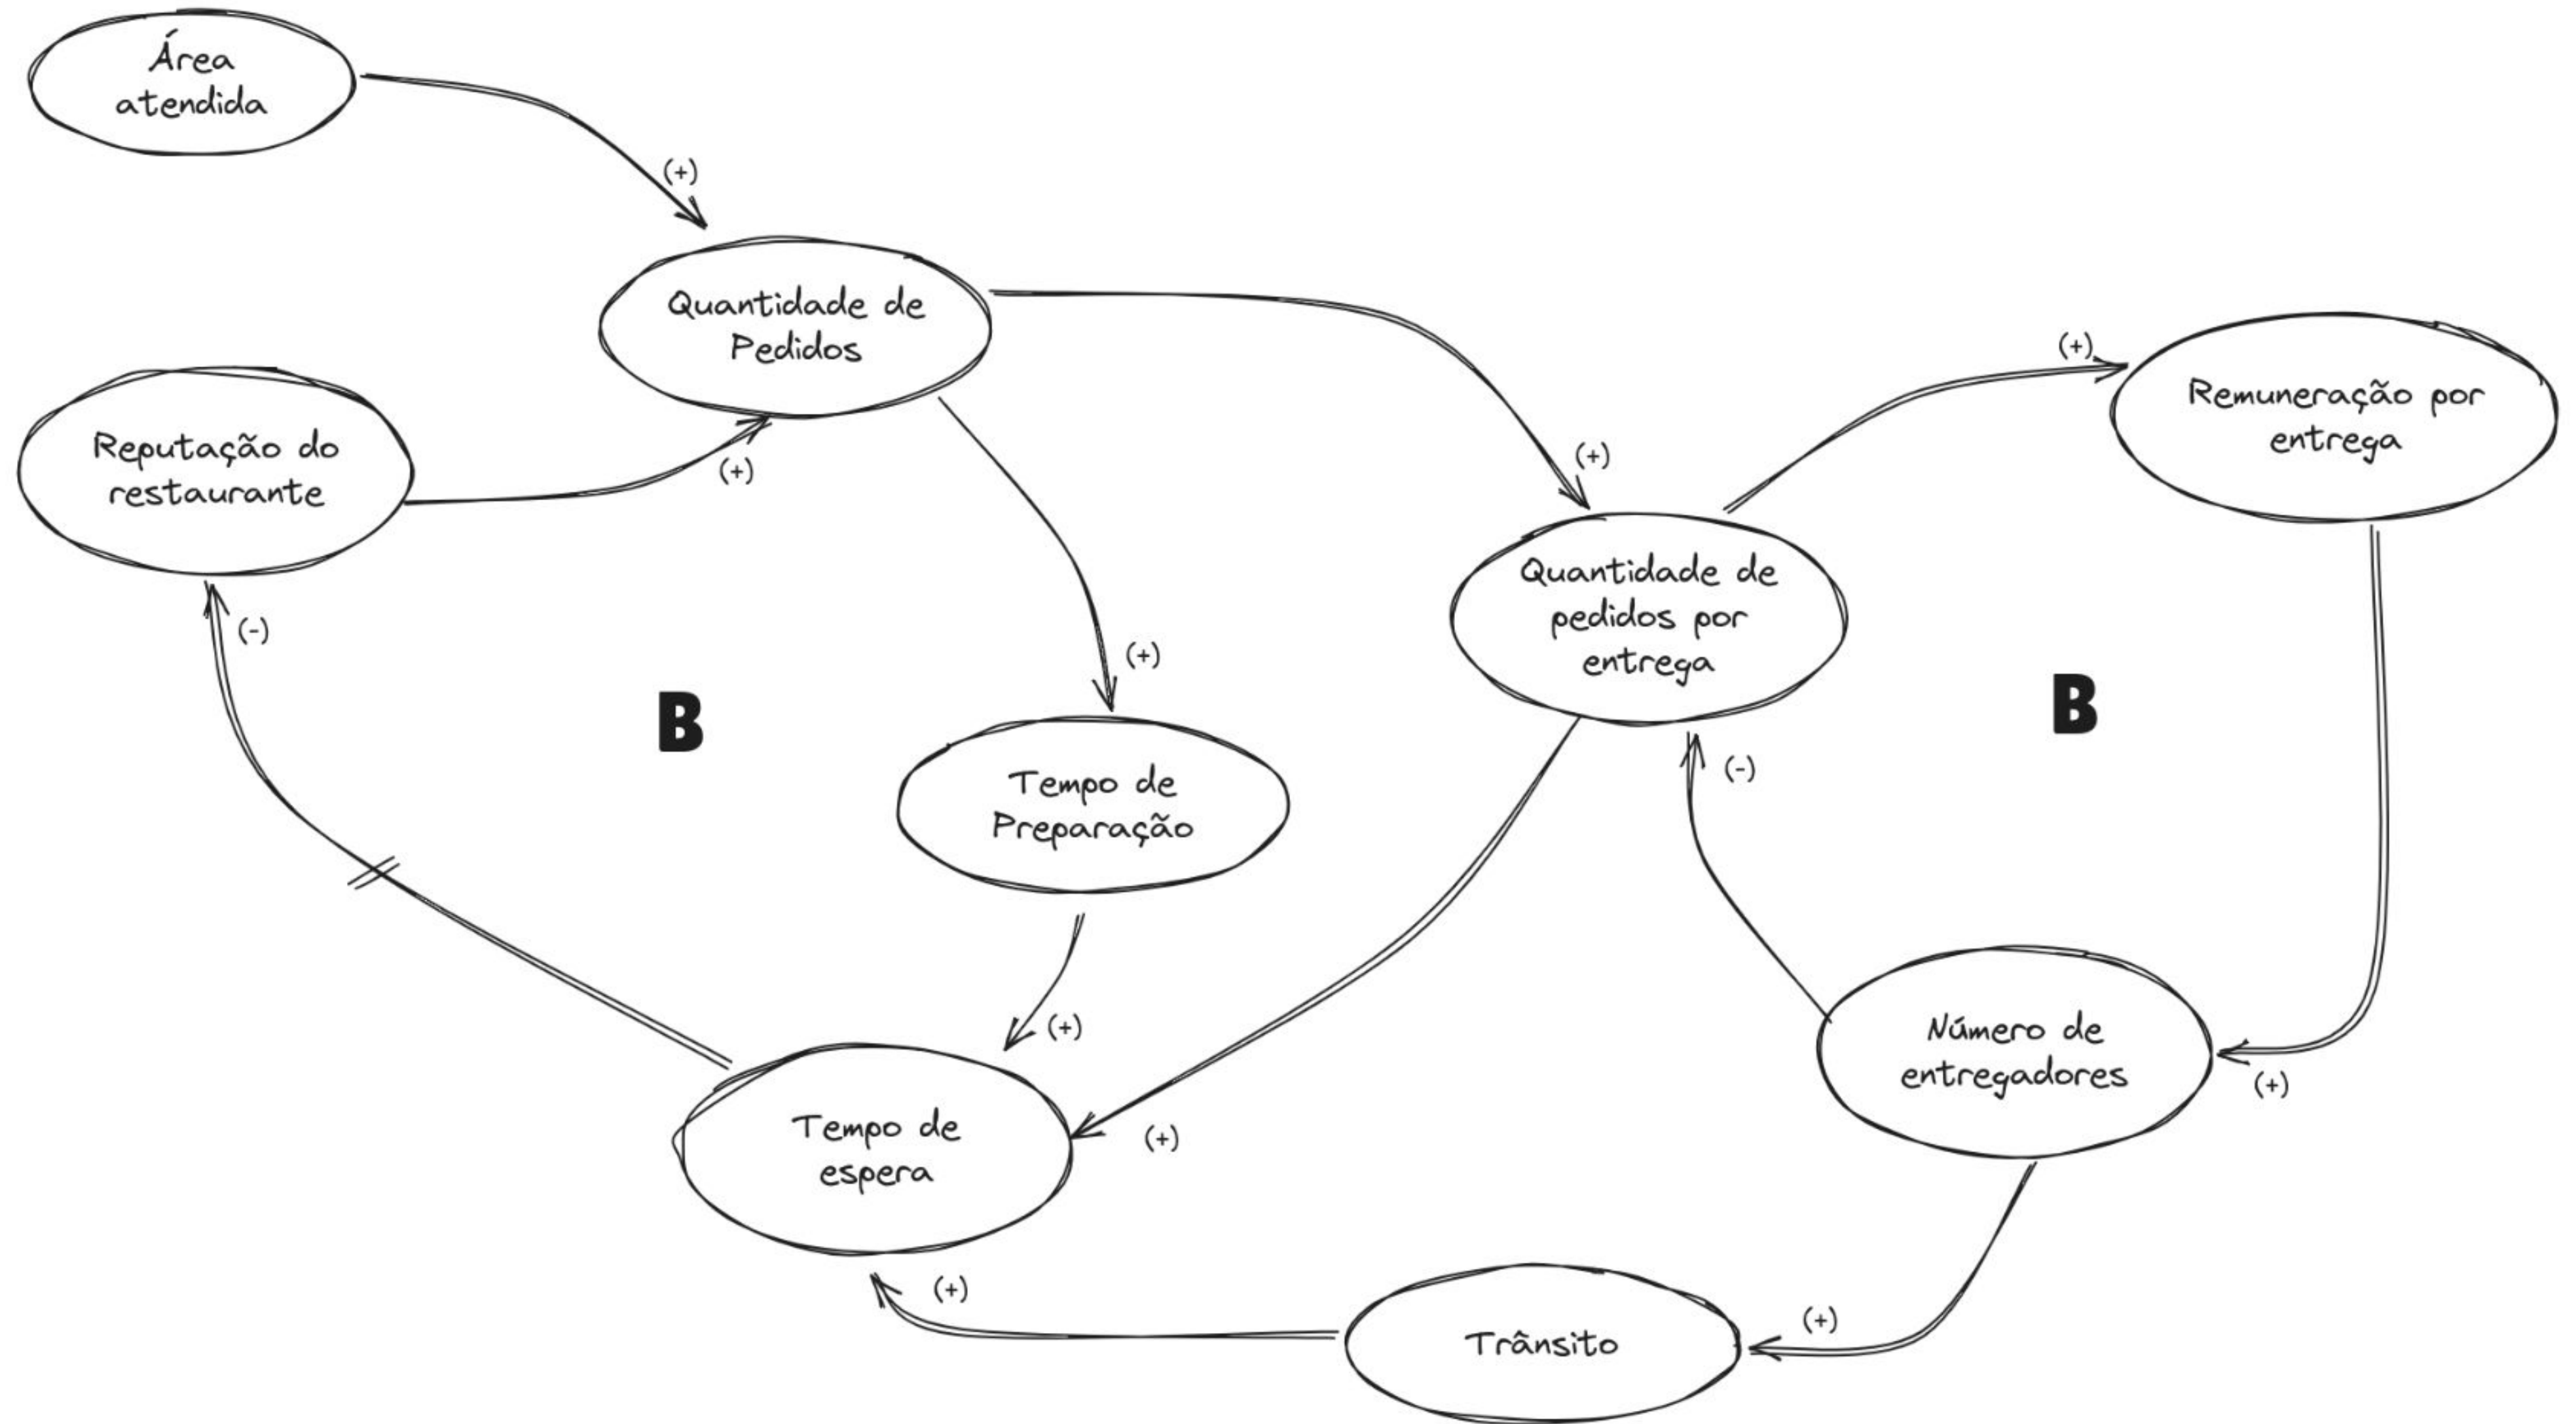 Área
atendida
(+)
Quantidade de
Pedidos
(+)
Remuneração por
entrega
Reputação do
restaurante
(+)
(+)
Quantidade de
pedidos por
entrega
(-)
(+)
B
B
Tempo de
Preparação
(-)
(+)
Número de
entregadores
(+)
Tempo de
espera
(+)
(+)
(+)
Trânsito